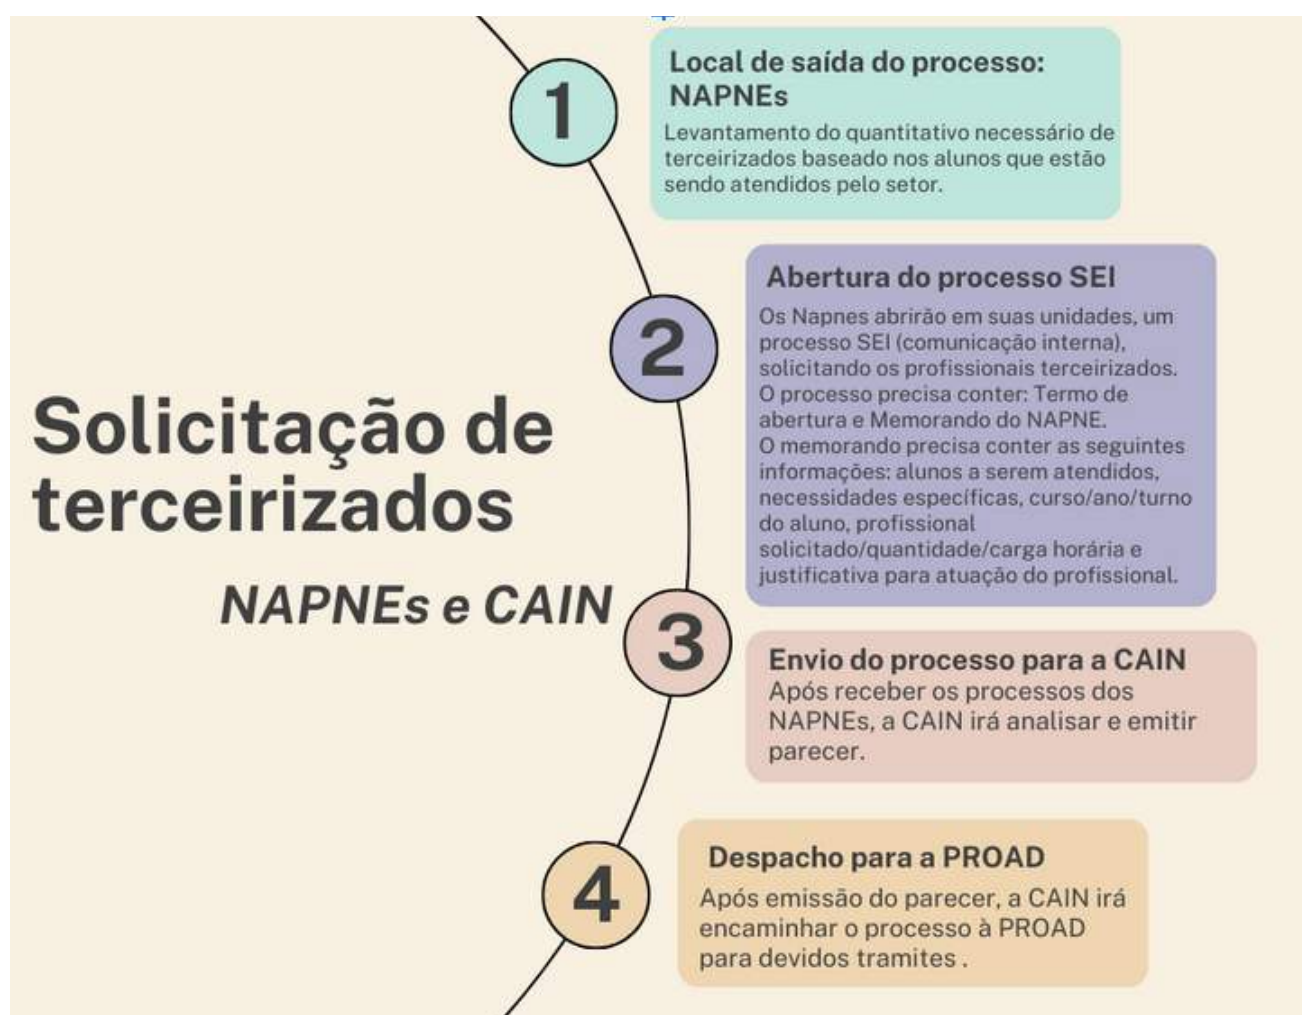 1
Local de saída do processo:
NAPNEs
Levantamento do quantitativo necessário de
terceirizados baseado nos alunos que estão
sendo atendidos pelo setor.
2
Abertura do processo SEI
Os Napnes abrirão em suas unidades, um
processo SEI (comunicação interna),
solicitando os profissionais terceirizados.
O processo precisa conter: Termo de
abertura e Memorando do NAPNE.
O memorando precisa conter as seguintes
informações: alunos a serem atendidos,
necessidades específicas, curso/ano/turno
do aluno, profissional
solicitado/quantidade/carga horária e
justificativa para atuação do profissional.
Solicitação de
terceirizados
NAPNEs e CAIN
3
Envio do processo para a CAIN
Após receber os processos dos
NAPNEs, a CAIN irá analisar e emitir
parecer.
4
Despacho para a PROAD
Após emissão do parecer, a CAIN irá
encaminhar o processo à PROAD
para devidos tramites .